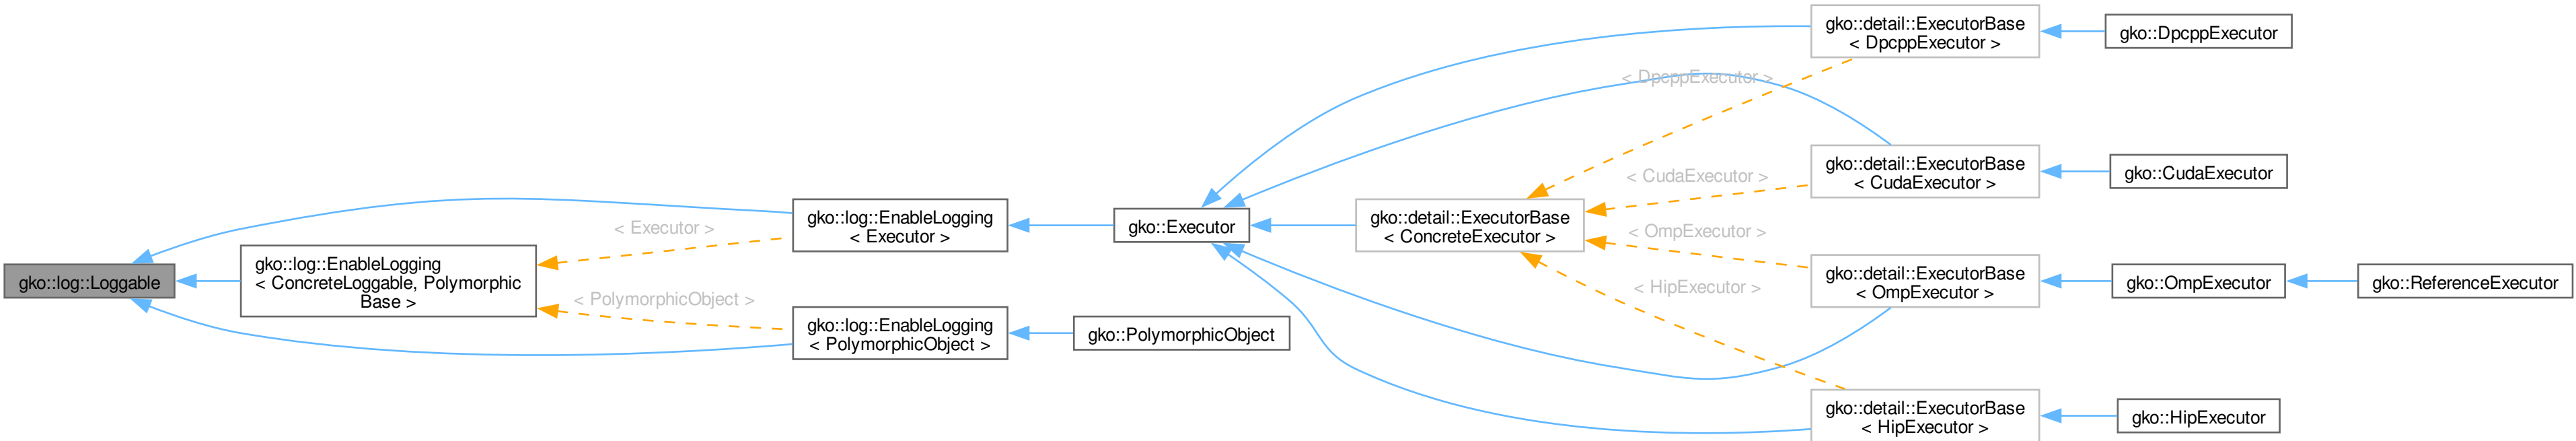 gko::log::Loggable
gko::log::EnableLogging
< ConcreteLoggable, Polymorphic
Base >
< Executor >
< PolymorphicObject >
gko::log::EnableLogging
< Executor >
gko::log::EnableLogging
< PolymorphicObject >
gko::Executor
gko::PolymorphicObject
gko::detail::ExecutorBase
< ConcreteExecutor >
< DpcppExecutor >
< CudaExecutor >
< OmpExecutor >
< HipExecutor >
gko::detail::ExecutorBase
< DpcppExecutor >
gko::DpcppExecutor
gko::detail::ExecutorBase
< CudaExecutor >
gko::CudaExecutor
gko::detail::ExecutorBase
< OmpExecutor >
gko::OmpExecutor
gko::ReferenceExecutor
gko::detail::ExecutorBase
< HipExecutor >
gko::HipExecutor